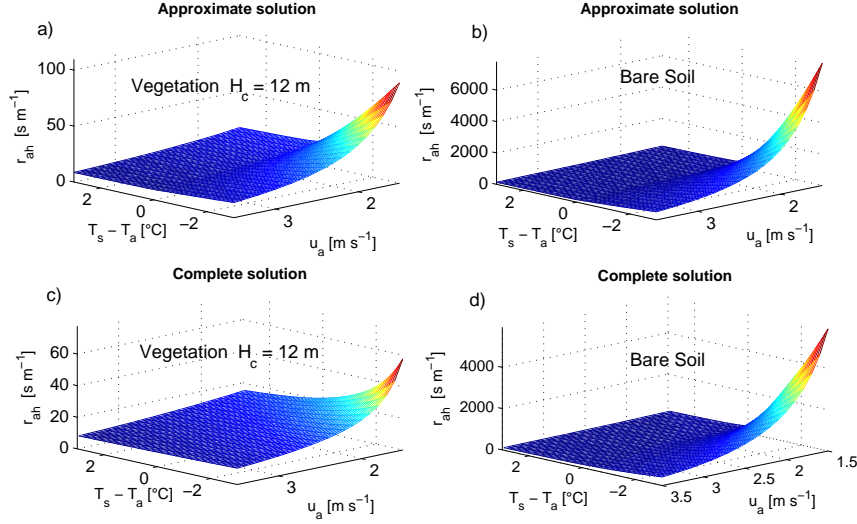 Approximate solution
a)
Vegetation H_c = 12 m
100
50
0
r_ah [s m⁻¹]
2
0
−2
T_s − T_a [°C]
3
2
u_a [m s⁻¹]
Approximate solution
b)
Bare Soil
6000
4000
2000
0
r_ah [s m⁻¹]
2
0
−2
T_s − T_a [°C]
3
2
u_a [m s⁻¹]
Complete solution
c)
Vegetation H_c = 12 m
60
40
20
0
r_ah [s m⁻¹]
2
0
−2
T_s − T_a [°C]
3
2
u_a [m s⁻¹]
Complete solution
d)
Bare Soil
4000
2000
0
r_ah [s m⁻¹]
2
0
−2
T_s − T_a [°C]
3.5
3
2.5
2
1.5
u_a [m s⁻¹]